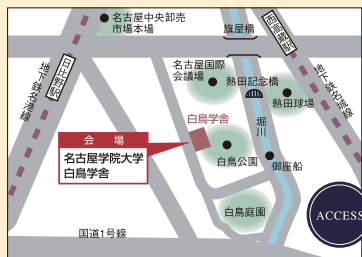 名古屋中央卸売
市場本場
旗屋橋
西高蔵駅
地下鉄名港線
日比野駅
名古屋国際
会議場
熱田記念橋
熱田球場
地下鉄名城線
白鳥学舎
会場
名古屋学院大学
白鳥学舎
堀川
白鳥公園
御座船
白鳥庭園
国道1号線
ACCESS